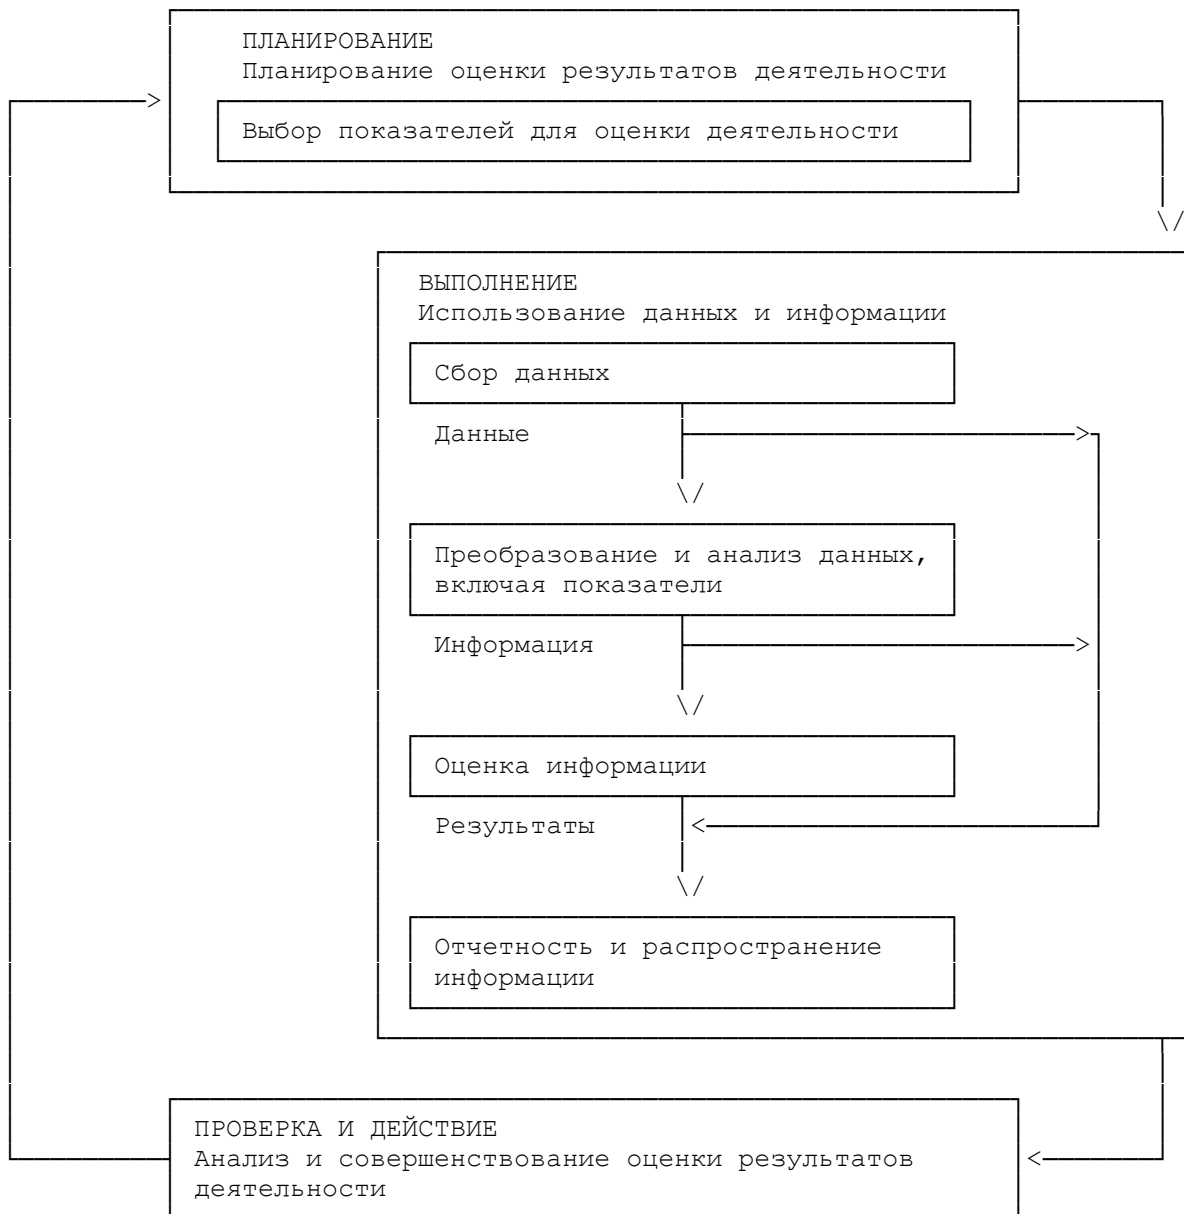 ПЛАНИРОВАНИЕ
Планирование оценки результатов деятельности
Выбор показателей для оценки деятельности
ВЫПОЛНЕНИЕ
Использование данных и информации
Сбор данных
Данные
Преобразование и анализ данных,
включая показатели
Информация
Оценка информации
Результаты
Отчетность и распространение
информации
ПРОВЕРКА И ДЕЙСТВИЕ
Анализ и совершенствование оценки результатов
деятельности